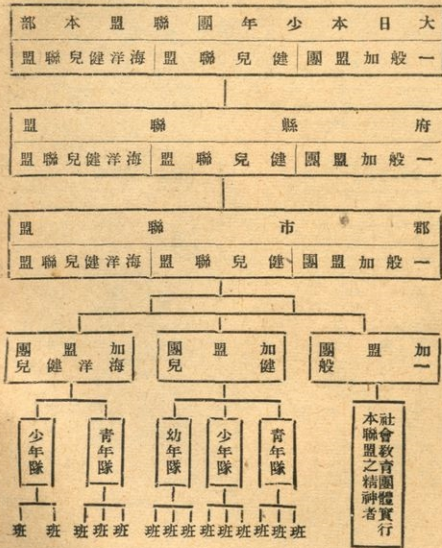 大日本少年團聯盟本部
一般加盟團 健兒聯盟 海洋健兒聯盟
府縣聯盟
一般加盟團 健兒聯盟 海洋健兒聯盟
郡市聯盟
一般加盟團 健兒聯盟 海洋健兒聯盟
加盟團
一般
加盟團
健兒
加盟團
海洋健兒
社會教育團體實行
本聯盟之精神者
青年隊
少年隊
幼年隊
青年隊
少年隊
班班班班班班班班班 班班班班 班